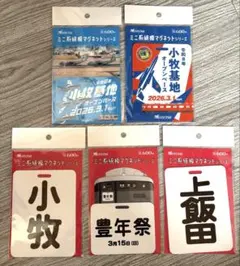 ミニ系統板マグネットシリーズ
小牧基地
オープンベース
2026.3.1
ミニ系統板マグネットシリーズ
小牧基地
オープンベース
2026.3.1
ミニ系統板マグネットシリーズ
小牧
ミニ系統板マグネットシリーズ
豊年祭
3月15日(日)
ミニ系統板マグネットシリーズ
上飯田